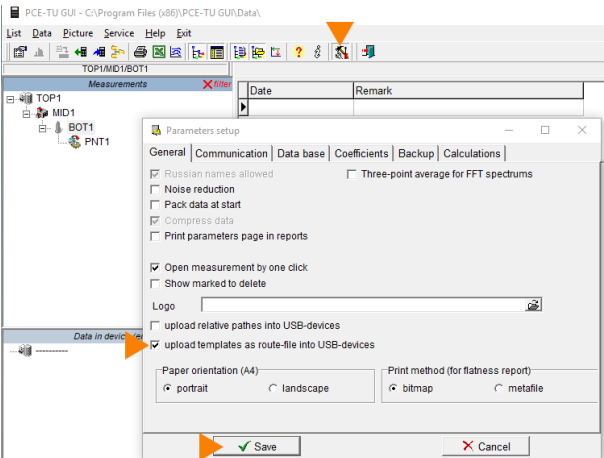 PCE-TU GUI - C:\Program Files (x86)\PCE-TU GUI\Data\
List Data Picture Service Help Exit
TOP1/MID1/BOT1
Measurements filter
Date Remark
TOP1
MID1
BOT1
PNT1
Parameters setup
General Communication Data base Coefficients Backup Calculations
Russian names allowed Three-point average for FFT spectrums
Noise reduction
Pack data at start
Compress data
Print parameters page in reports
Open measurement by one click
Show marked to delete
Logo
upload relative pathes into USB-devices
Data in device
upload templates as route-file into USB-devices
----------
Paper orientation (A4) Print method (for flatness report)
portrait landscape bitmap metafile
Save Cancel